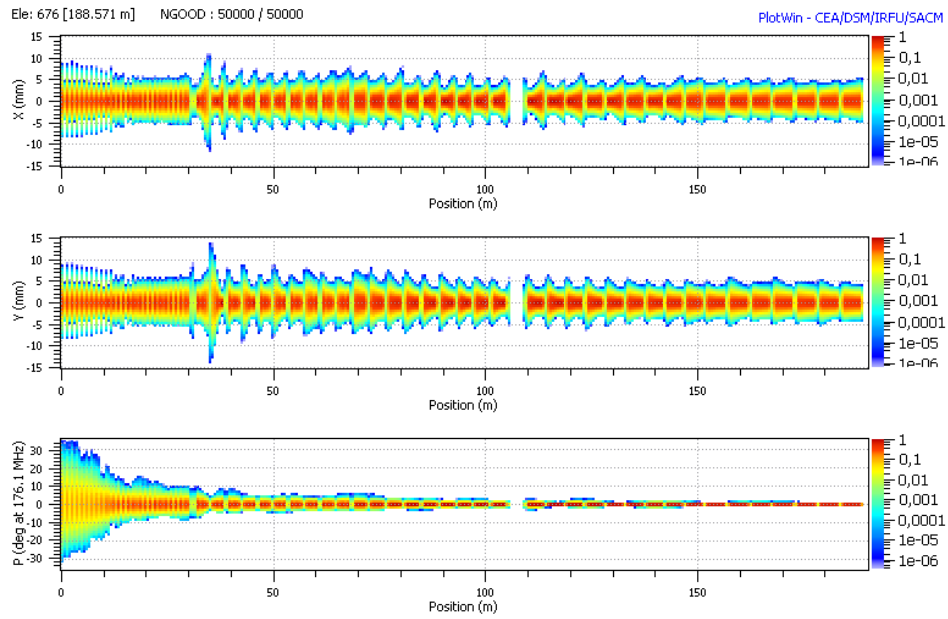 Ele: 676 [188.571 m] NGOOD : 50000 / 50000
PlotWin - CEA/DSM/IRFU/SACM
X (mm)
15
10
5
0
-5
-10
-15
0 50 100 150
Position (m)
1
0,1
0,01
0,001
0,0001
1e-05
1e-06
Y (mm)
15
10
5
0
-5
-10
-15
0 50 100 150
Position (m)
1
0,1
0,01
0,001
0,0001
1e-05
1e-06
P (deg at 176.1 MHz)
30
20
10
0
-10
-20
-30
0 50 100 150
Position (m)
1
0,1
0,01
0,001
0,0001
1e-05
1e-06